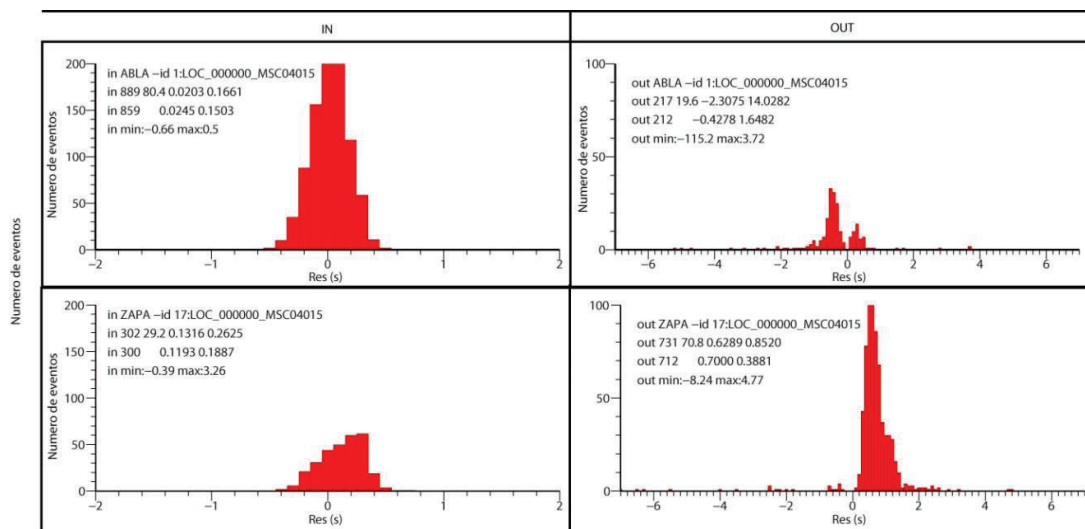 IN
OUT
Numero de eventos
Numero de eventos
200
150
100
50
0
in ABLA –id 1:LOC_000000_MSC04015
in 889 80.4 0.0203 0.1661
in 859 0.0245 0.1503
in min:–0.66 max:0.5
–2
–1
0
1
2
Res (s)
Numero de eventos
100
50
0
out ABLA –id 1:LOC_000000_MSC04015
out 217 19.6 –2.3075 14.0282
out 212 –0.4278 1.6482
out min:–115.2 max:3.72
–6
–4
–2
0
2
4
6
Res (s)
Numero de eventos
200
150
100
50
0
in ZAPA –id 17:LOC_000000_MSC04015
in 302 29.2 0.1316 0.2625
in 300 0.1193 0.1887
in min:–0.39 max:3.26
–2
–1
0
1
2
Res (s)
Numero de eventos
100
50
0
out ZAPA –id 17:LOC_000000_MSC04015
out 731 70.8 0.6289 0.8520
out 712 0.7000 0.3881
out min:–8.24 max:4.77
–6
–4
–2
0
2
4
6
Res (s)